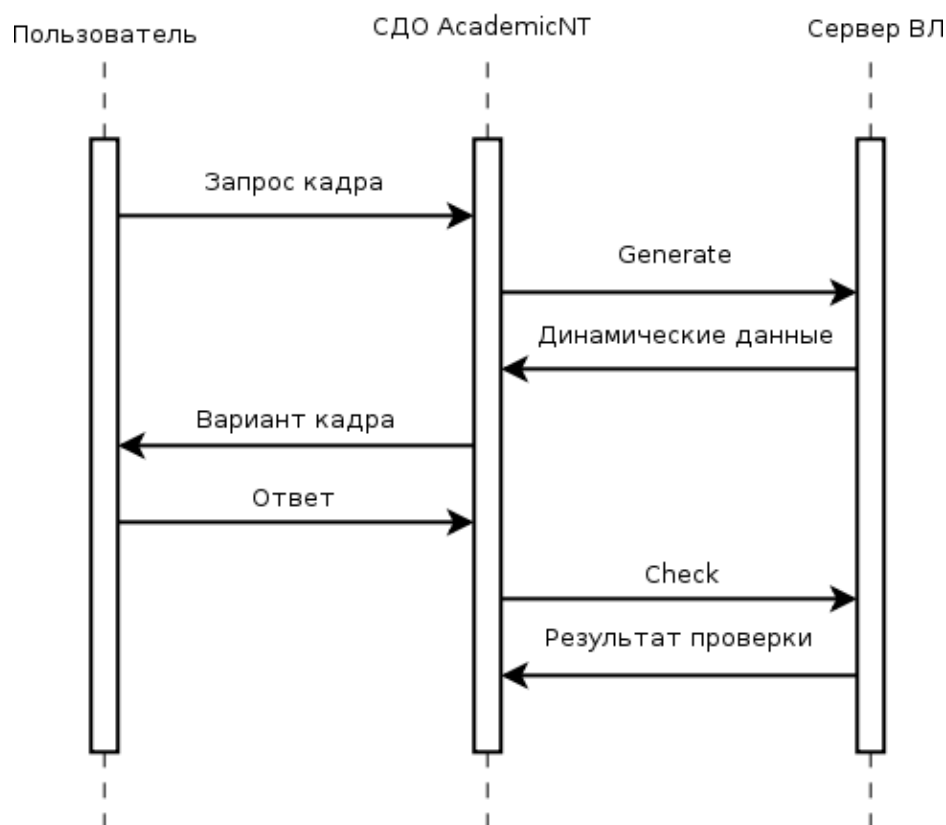 Пользователь
СДО AcademicNT
Сервер ВЛ
Запрос кадра
Generate
Динамические данные
Вариант кадра
Ответ
Check
Результат проверки